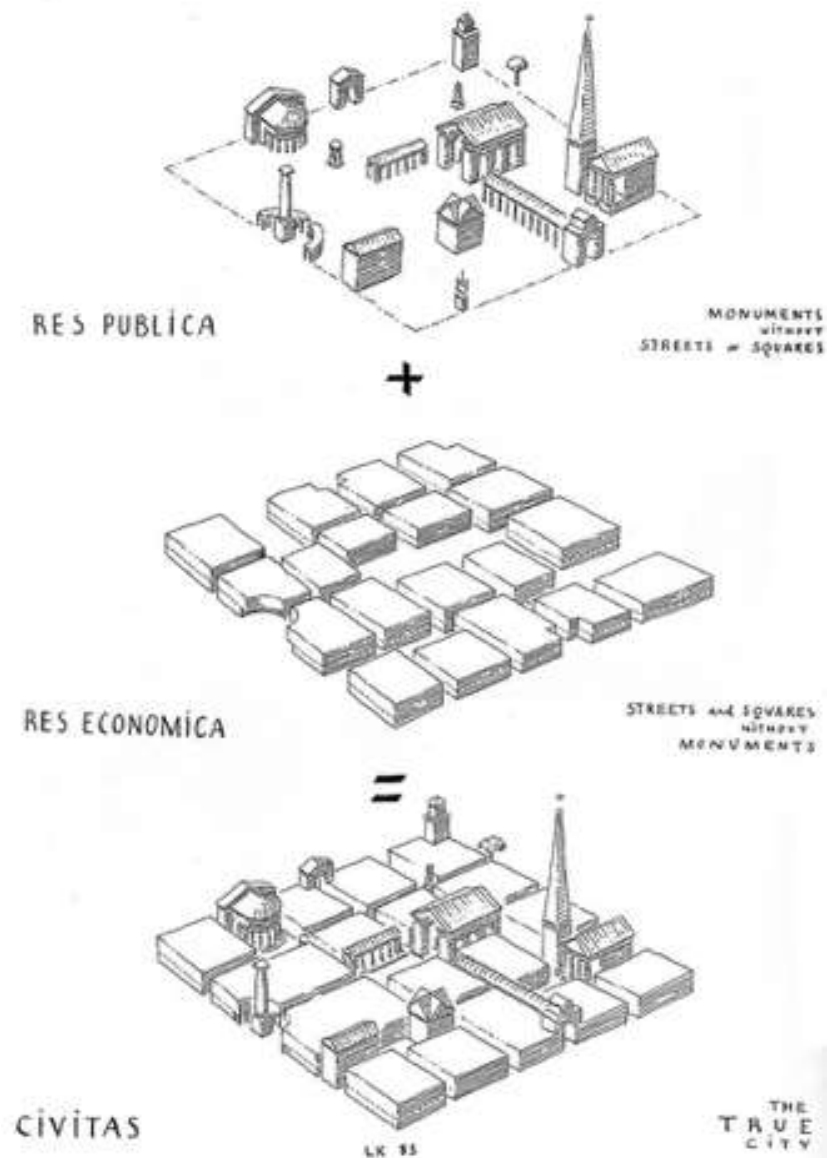 RES PUBLICA
MONUMENTS
WITHOUT
STREETS or SQUARES
+
RES ECONOMICA
STREETS and SQUARES
WITHOUT
MONUMENTS
=
CIVITAS
LK 83
THE
TRUE
CITY